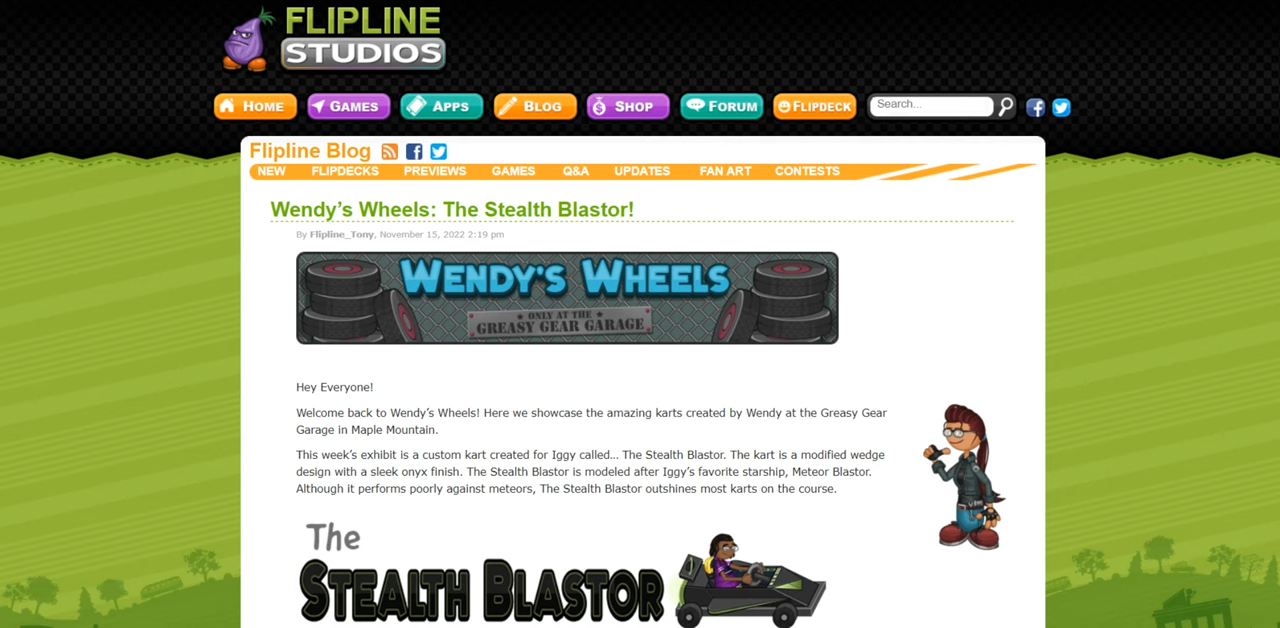 FLIPLINE
STUDIOS
HOME GAMES APPS BLOG SHOP FORUM FLIPDECK Search...
Flipline Blog
NEW FLIPDECKS PREVIEWS GAMES Q&A UPDATES FAN ART CONTESTS
Wendy’s Wheels: The Stealth Blastor!
By Flipline_Tony, November 15, 2022 2:19 pm
WENDY'S WHEELS
ONLY AT THE
GREASY GEAR GARAGE
Hey Everyone!
Welcome back to Wendy’s Wheels! Here we showcase the amazing karts created by Wendy at the Greasy Gear
Garage in Maple Mountain.
This week’s exhibit is a custom kart created for Iggy called… The Stealth Blastor. The kart is a modified wedge
design with a sleek onyx finish. The Stealth Blastor is modeled after Iggy’s favorite starship, Meteor Blastor.
Although it performs poorly against meteors, The Stealth Blastor outshines most karts on the course.
The
STEALTH BLASTOR